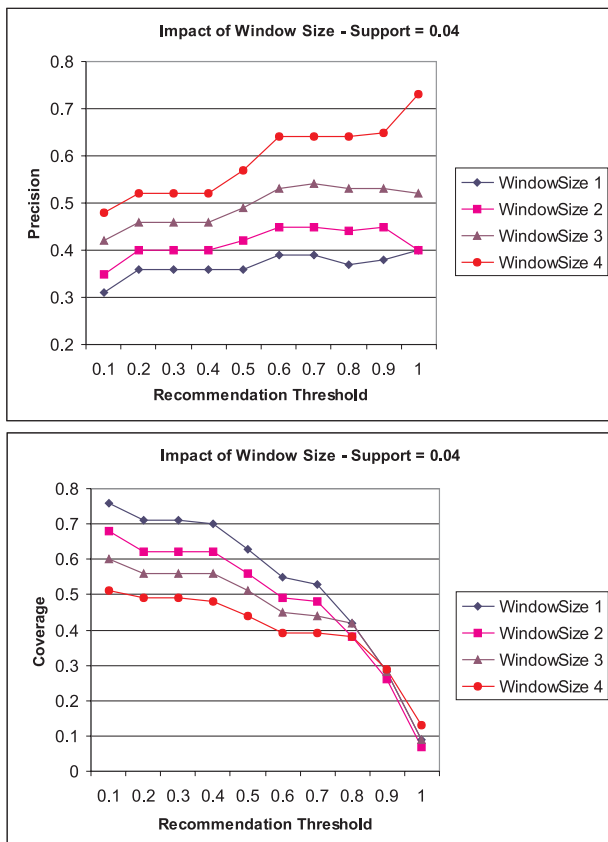 Impact of Window Size - Support = 0.04
0.8
0.7
0.6
0.5
0.4
0.3
0.2
Precision
0.1 0.2 0.3 0.4 0.5 0.6 0.7 0.8 0.9 1
Recommendation Threshold
WindowSize 1
WindowSize 2
WindowSize 3
WindowSize 4
Impact of Window Size - Support = 0.04
0.8
0.7
0.6
0.5
0.4
0.3
0.2
0.1
0
Coverage
0.1 0.2 0.3 0.4 0.5 0.6 0.7 0.8 0.9 1
Recommendation Threshold
WindowSize 1
WindowSize 2
WindowSize 3
WindowSize 4